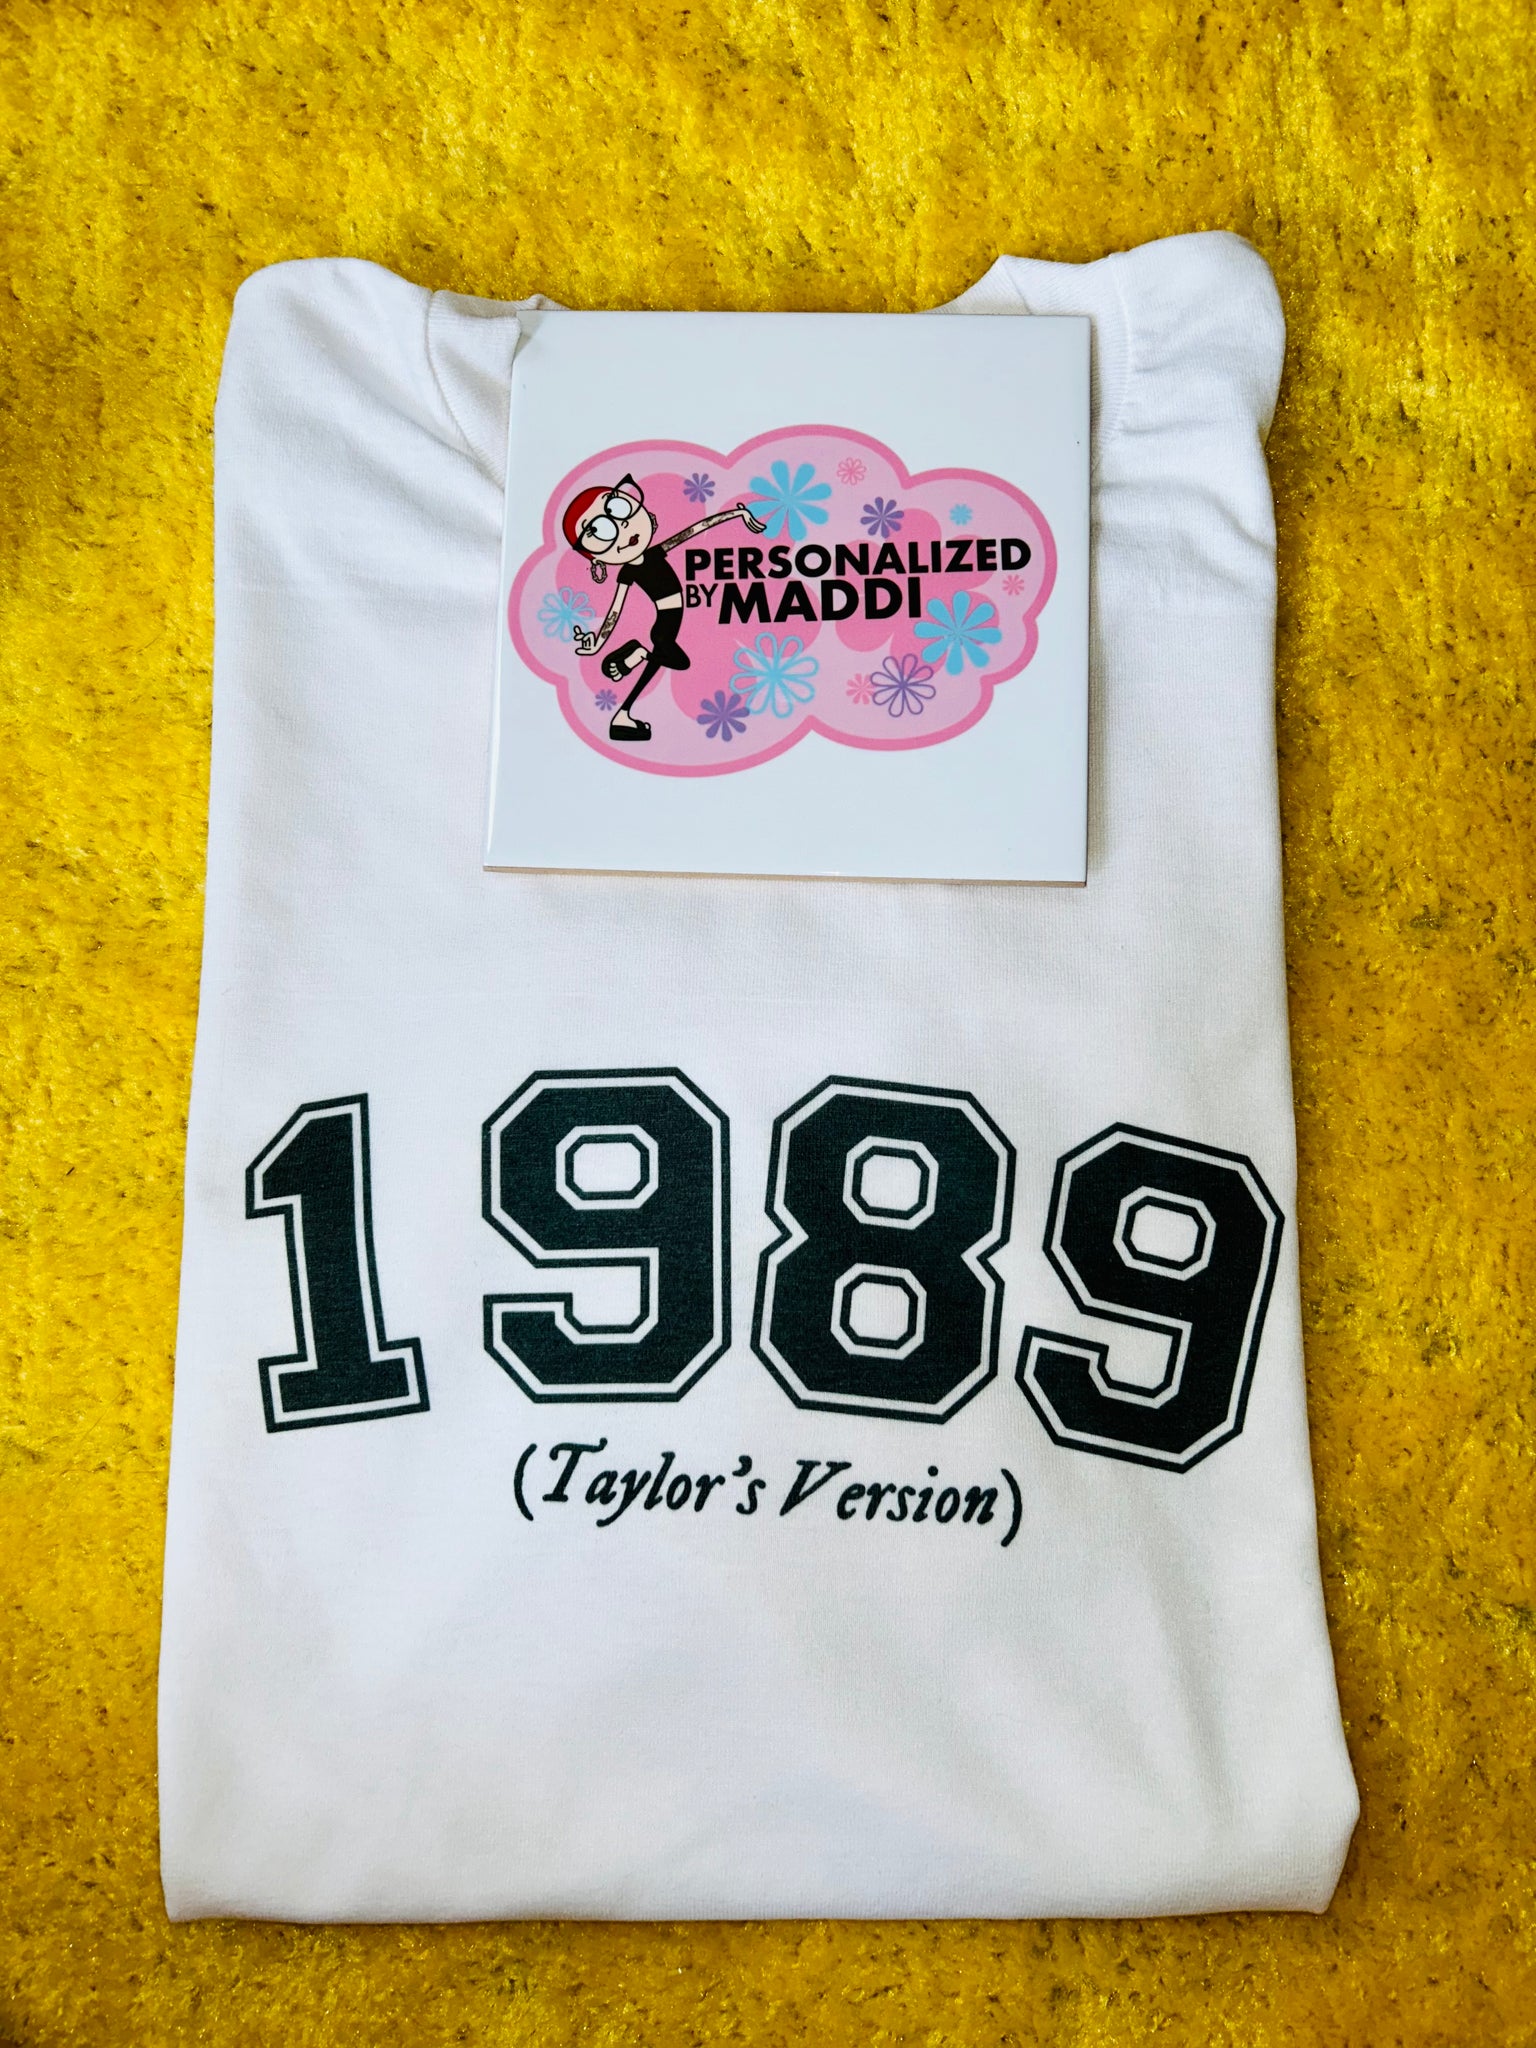 PERSONALIZED
BY MADDI
1989
(Taylor's Version)